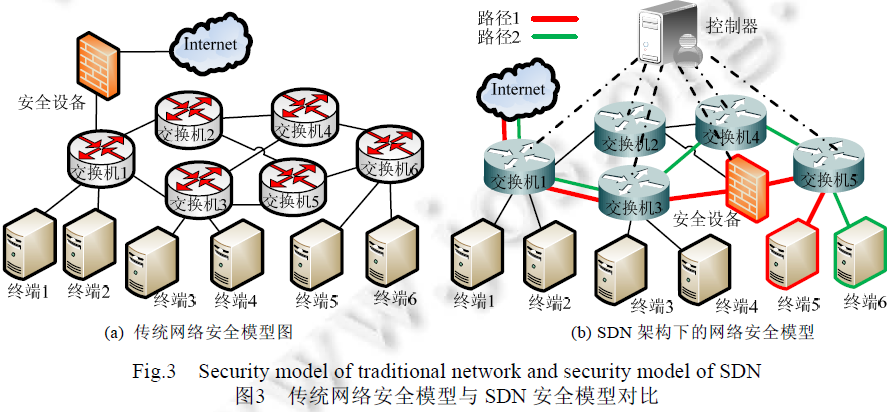 Internet
安全设备
交换机2
交换机4
交换机1
交换机6
交换机3
交换机5
终端1
终端2
终端3
终端4
终端5
终端6
(a) 传统网络安全模型图
路径1
路径2
控制器
Internet
交换机2
交换机4
交换机1
交换机5
交换机3
安全设备
终端1
终端2
终端3
终端4
终端5
终端6
(b) SDN 架构下的网络安全模型
Fig.3 Security model of traditional network and security model of SDN
图3 传统网络安全模型与 SDN 安全模型对比